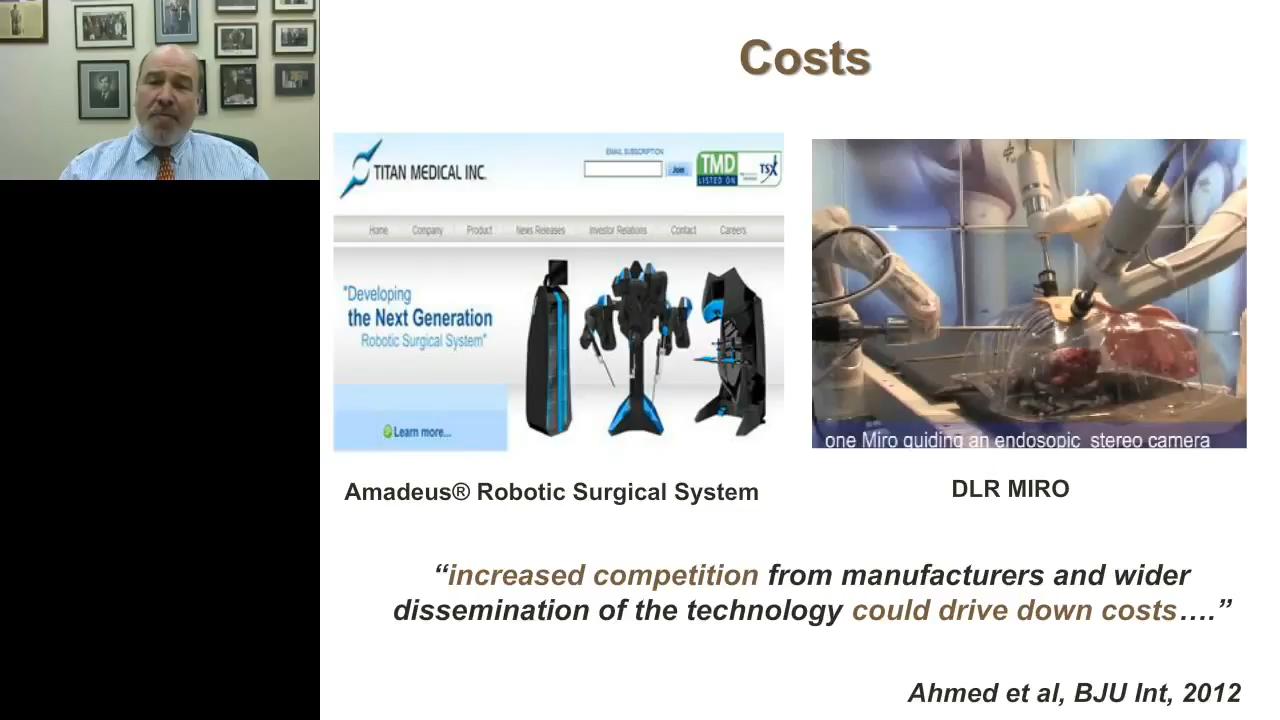 Costs
TITAN MEDICAL INC.
EMAIL SUBSCRIPTION
Join
TMD
LISTED ON
TSX
Home Company Product News Releases Investor Relations Contact Careers
"Developing
the Next Generation
Robotic Surgical System"
Learn more...
one Miro guiding an endosopic stereo camera
Amadeus® Robotic Surgical System
DLR MIRO
“increased competition from manufacturers and wider
dissemination of the technology could drive down costs….”
Ahmed et al, BJU Int, 2012